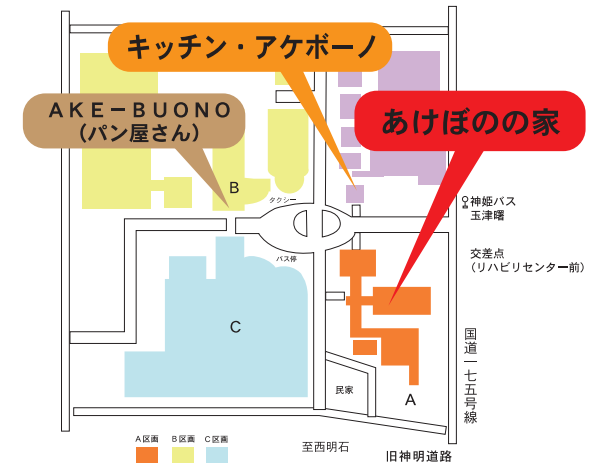 キッチン・アケボーノ
AKE－BUONO
（パン屋さん）
あけぼのの家
B
タクシー
神姫バス
玉津曙
バス停
交差点
（リハビリセンター前）
C
国道一七五号線
民家
A
A区画 B区画 C区画
至西明石
旧神明道路